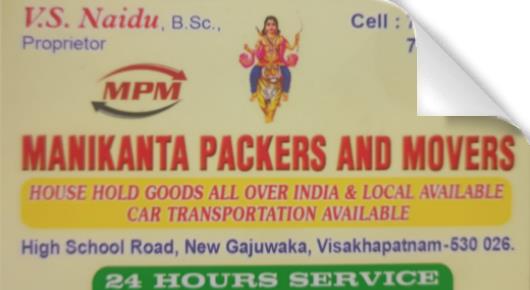 V.S. Naidu, B.Sc.,
Proprietor
Cell :
7
MPM
MANIKANTA PACKERS AND MOVERS
HOUSE HOLD GOODS ALL OVER INDIA & LOCAL AVAILABLE
CAR TRANSPORTATION AVAILABLE
High School Road, New Gajuwaka, Visakhapatnam-530 026.
24 HOURS SERVICE